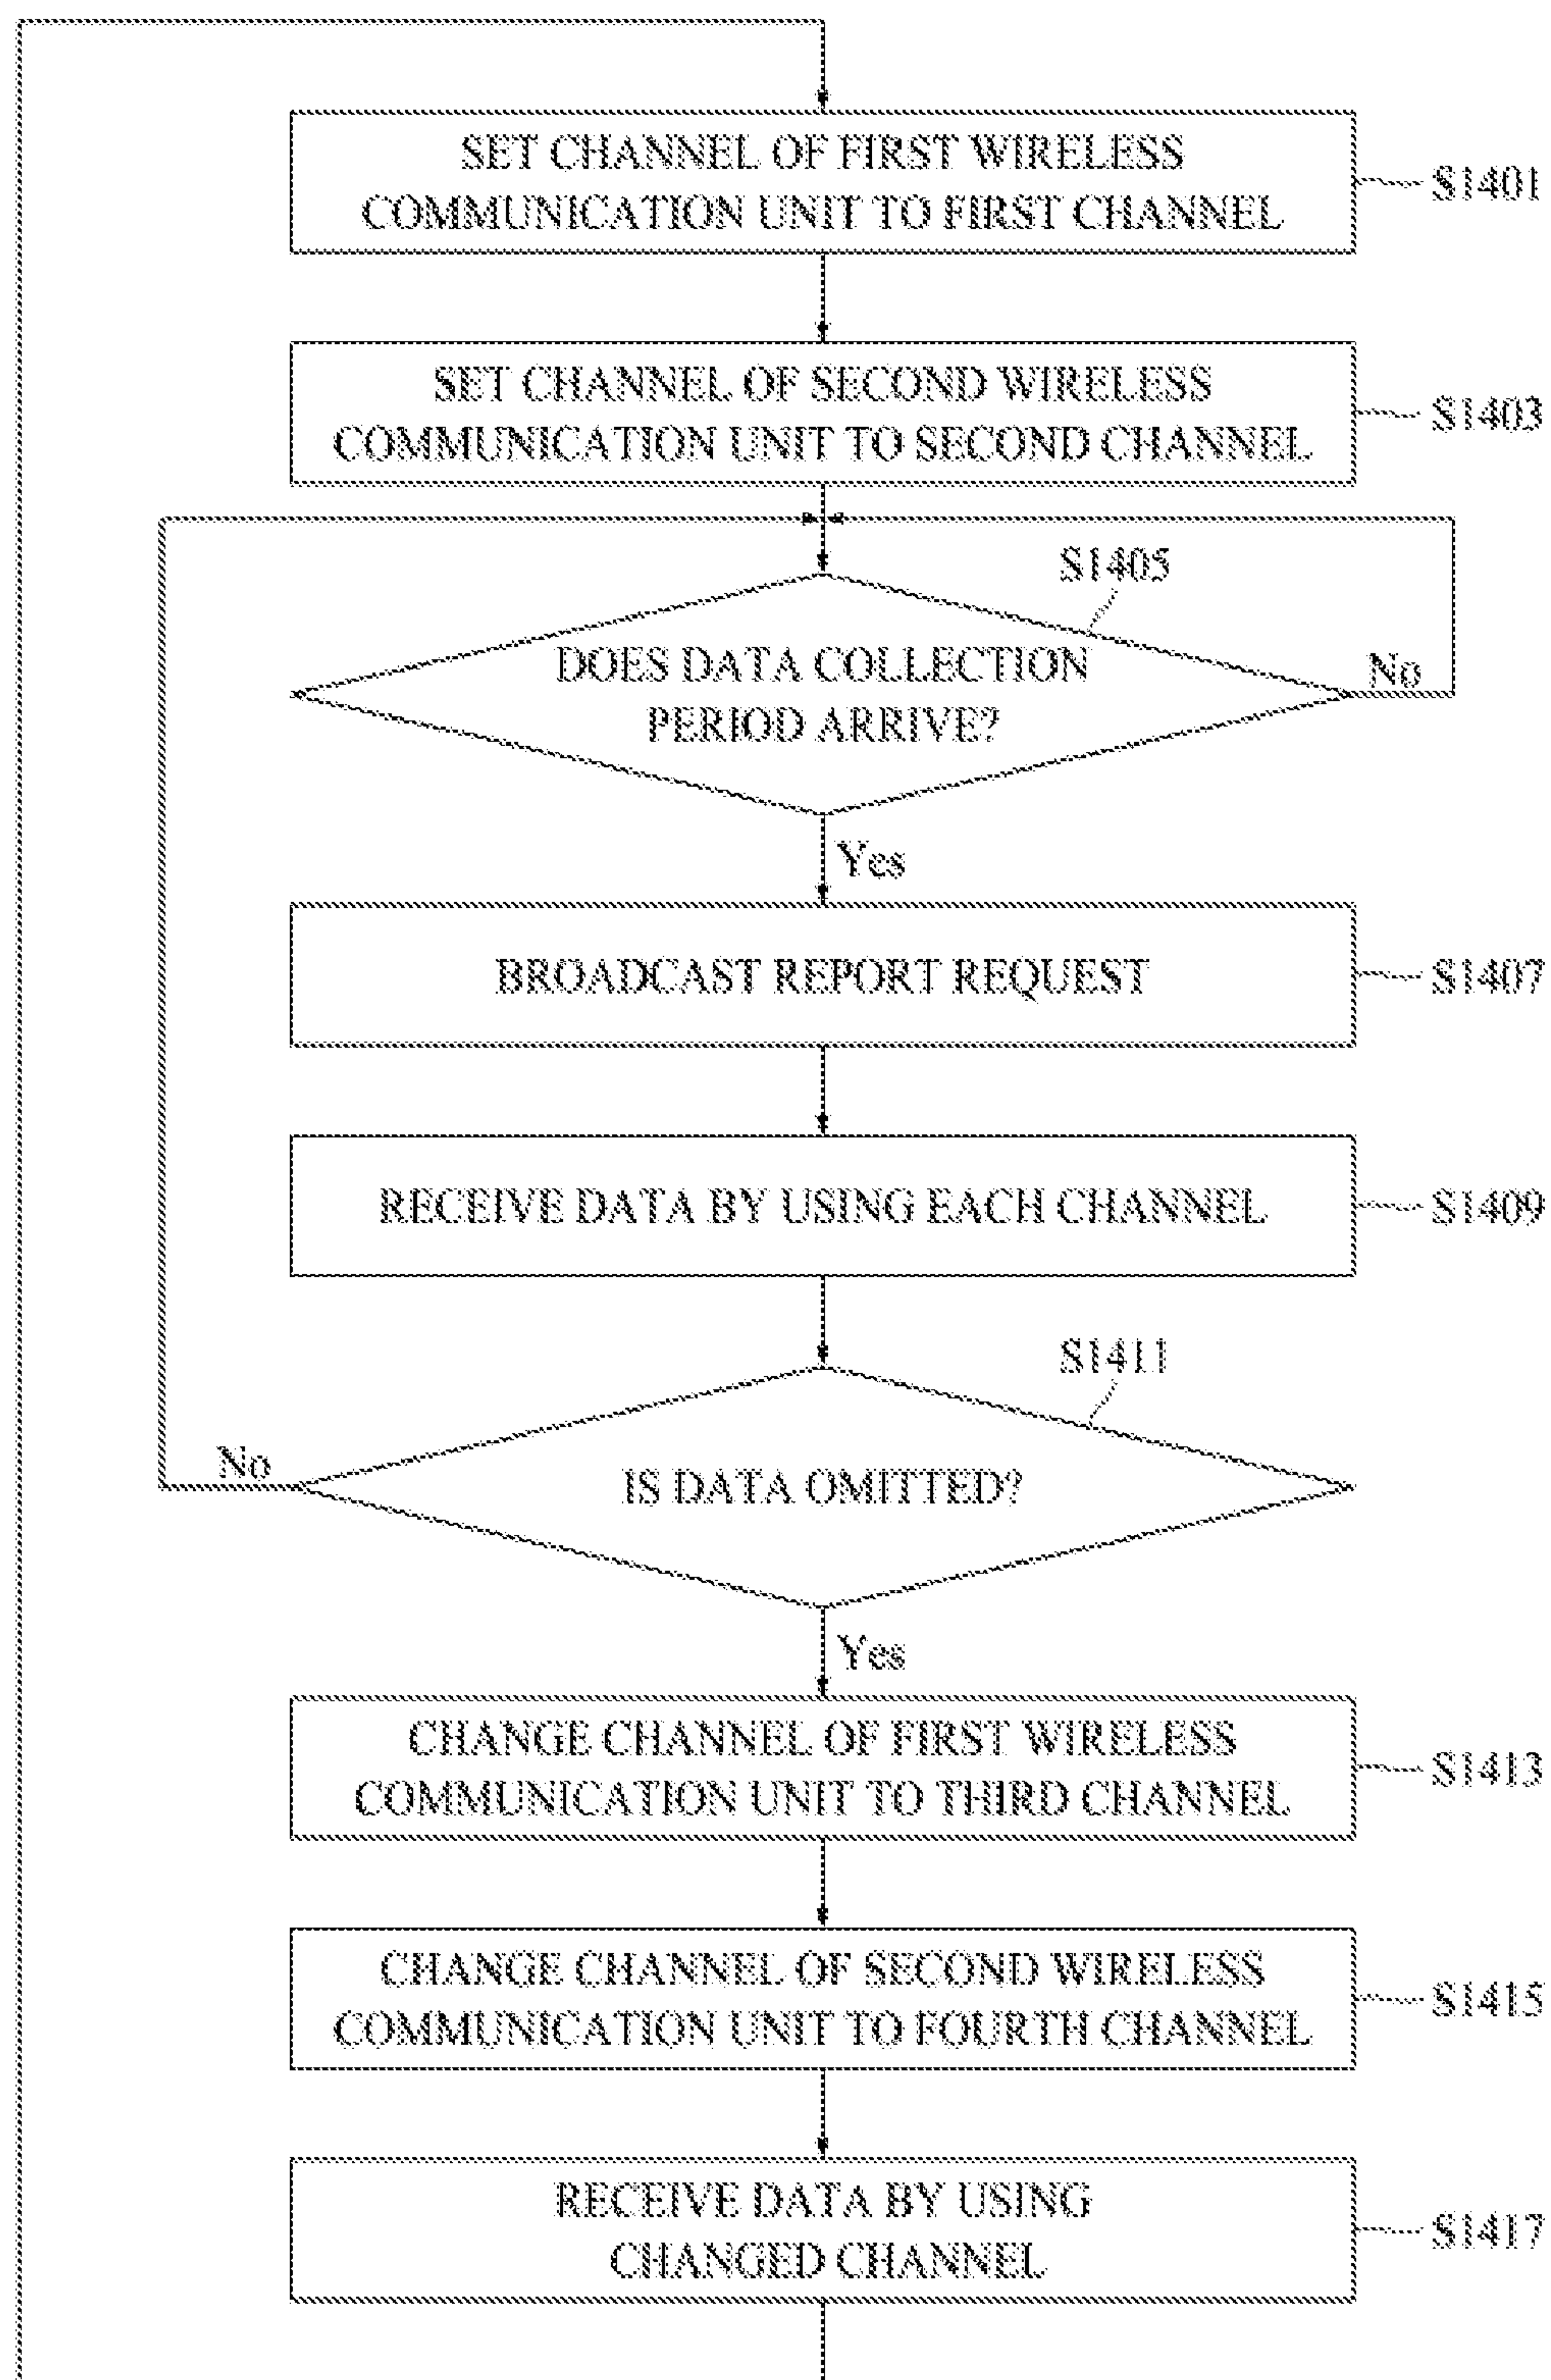 SET CHANNEL OF FIRST WIRELESS
COMMUNICATION UNIT TO FIRST CHANNEL
S1401
SET CHANNEL OF SECOND WIRELESS
COMMUNICATION UNIT TO SECOND CHANNEL
S1403
S1405
DOES DATA COLLECTION
PERIOD ARRIVE?
No
Yes
BROADCAST REPORT REQUEST
S1407
RECEIVE DATA BY USING EACH CHANNEL
S1409
S1411
No
IS DATA OMITTED?
Yes
CHANGE CHANNEL OF FIRST WIRELESS
COMMUNICATION UNIT TO THIRD CHANNEL
S1413
CHANGE CHANNEL OF SECOND WIRELESS
COMMUNICATION UNIT TO FOURTH CHANNEL
S1415
RECEIVE DATA BY USING
CHANGED CHANNEL
S1417